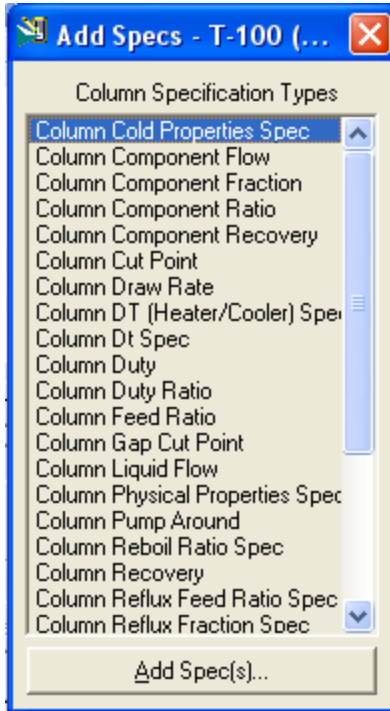 Add Specs - T-100 (...
Column Specification Types
Column Cold Properties Spec
Column Component Flow
Column Component Fraction
Column Component Ratio
Column Component Recovery
Column Cut Point
Column Draw Rate
Column DT (Heater/Cooler) Spe
Column Dt Spec
Column Duty
Column Duty Ratio
Column Feed Ratio
Column Gap Cut Point
Column Liquid Flow
Column Physical Properties Spec
Column Pump Around
Column Reboil Ratio Spec
Column Recovery
Column Reflux Feed Ratio Spec
Column Reflux Fraction Spec
Add Spec(s)...